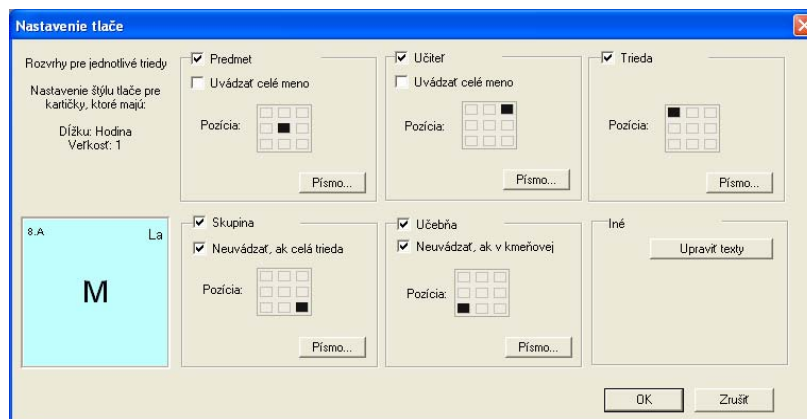 Nastavenie tlače
Rozvrhy pre jednotlivé triedy
Nastavenie štýlu tlače pre
kartičky, ktoré majú:
Dĺžku: Hodina
Veľkosť: 1
Predmet
Uvádzať celé meno
Pozícia:
Písmo...
Učiteľ
Uvádzať celé meno
Pozícia:
Písmo...
Trieda
Pozícia:
Písmo...
8.A
La
M
Skupina
Neuvádzať, ak celá trieda
Pozícia:
Písmo...
Učebňa
Neuvádzať, ak v kmeňovej
Pozícia:
Písmo...
Iné
Upraviť texty
OK
Zrušiť